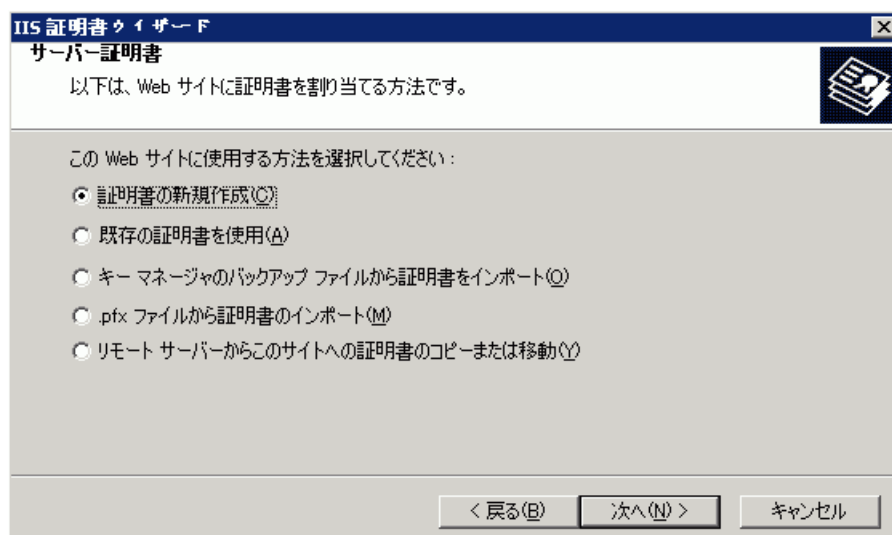 IIS 証明書ウィザード
サーバー証明書
以下は、Web サイトに証明書を割り当てる方法です。
この Web サイトに使用する方法を選択してください :
証明書の新規作成(C)
既存の証明書を使用(A)
キー マネージャのバックアップ ファイルから証明書をインポート(O)
.pfx ファイルから証明書のインポート(M)
リモート サーバーからこのサイトへの証明書のコピーまたは移動(Y)
< 戻る(B) 次へ(N) > キャンセル